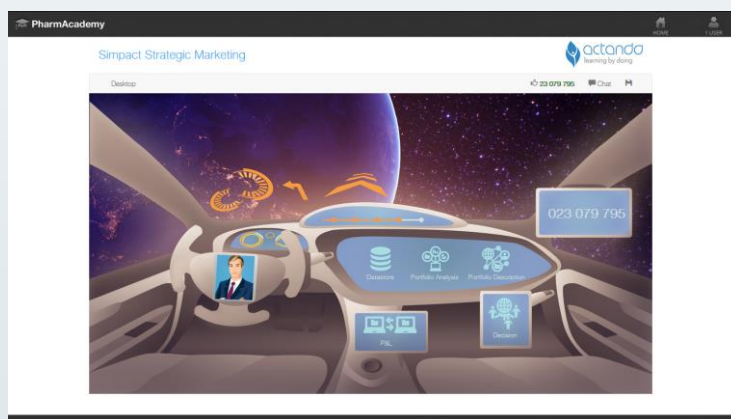 PharmAcademy
HOME
1 USER
Simpact Strategic Marketing
actando
learning by doing
Desktop
23 079 795
Chat
023 079 795
Datastore
Portfolio Analysis
Portfolio Description
P&L
Decision